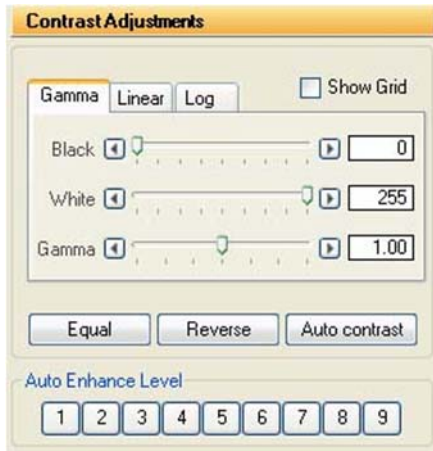 Contrast Adjustments
Gamma Linear Log Show Grid
Black 0
White 255
Gamma 1.00
Equal Reverse Auto contrast
Auto Enhance Level
1 2 3 4 5 6 7 8 9